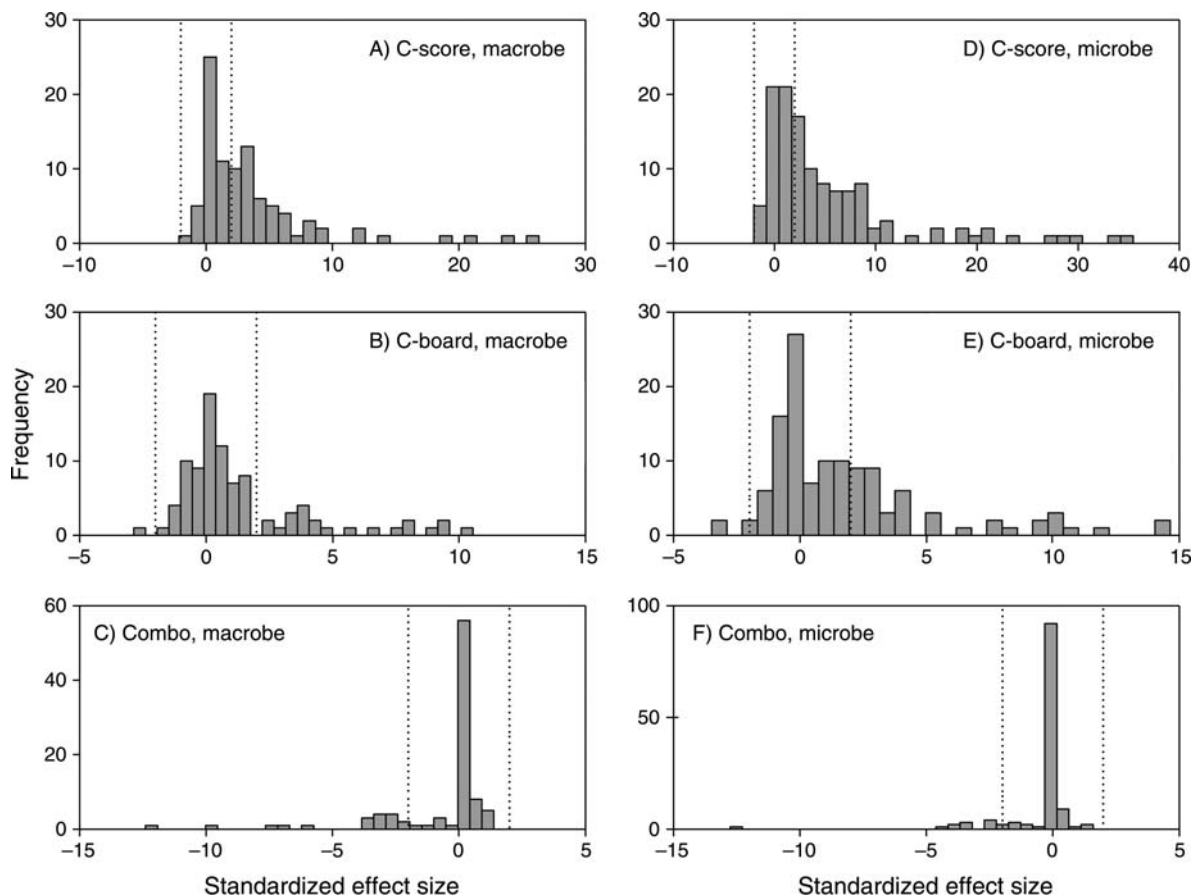 30
20
10
0
A) C-score, macrobe
–10 0 10 20 30
30
20
10
0
D) C-score, microbe
–10 0 10 20 30 40
Frequency
30
20
10
0
B) C-board, macrobe
–5 0 5 10 15
30
20
10
0
E) C-board, microbe
–5 0 5 10 15
60
40
20
0
C) Combo, macrobe
–15 –10 –5 0 5
Standardized effect size
100
50
0
F) Combo, microbe
–15 –10 –5 0 5
Standardized effect size